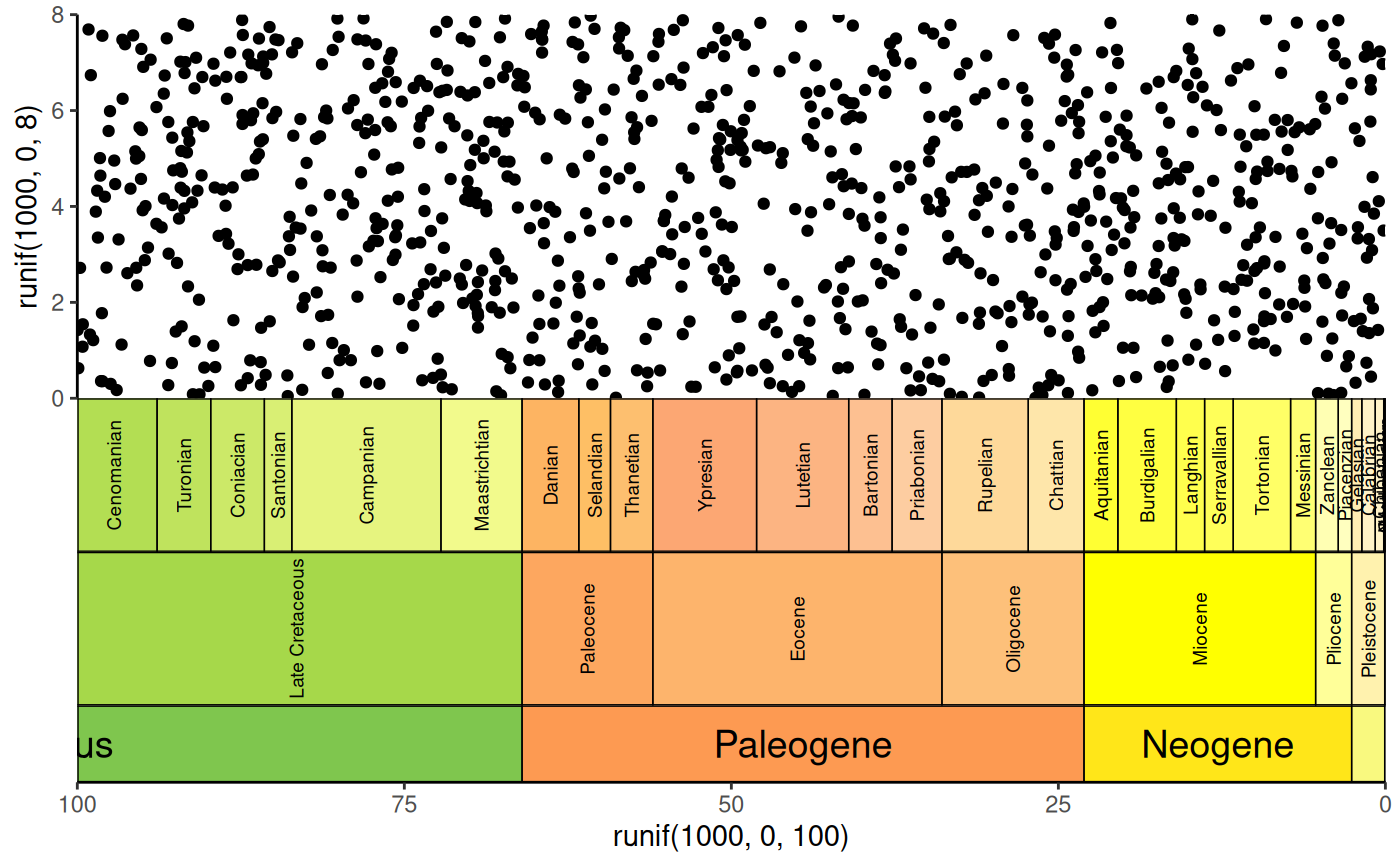 8
6
4
2
0
runif(1000, 0, 8)
Cenomanian
Turonian
Coniacian
Santonian
Campanian
Maastrichtian
Danian
Selandian
Thanetian
Ypresian
Lutetian
Bartonian
Priabonian
Rupelian
Chattian
Aquitanian
Burdigalian
Langhian
Serravallian
Tortonian
Messinian
Zanclean
Piacenzian
Gelasian
Calabrian
Late Cretaceous
Paleocene
Eocene
Oligocene
Miocene
Pliocene
Pleistocene
us
Paleogene
Neogene
100
75
50
25
0
runif(1000, 0, 100)